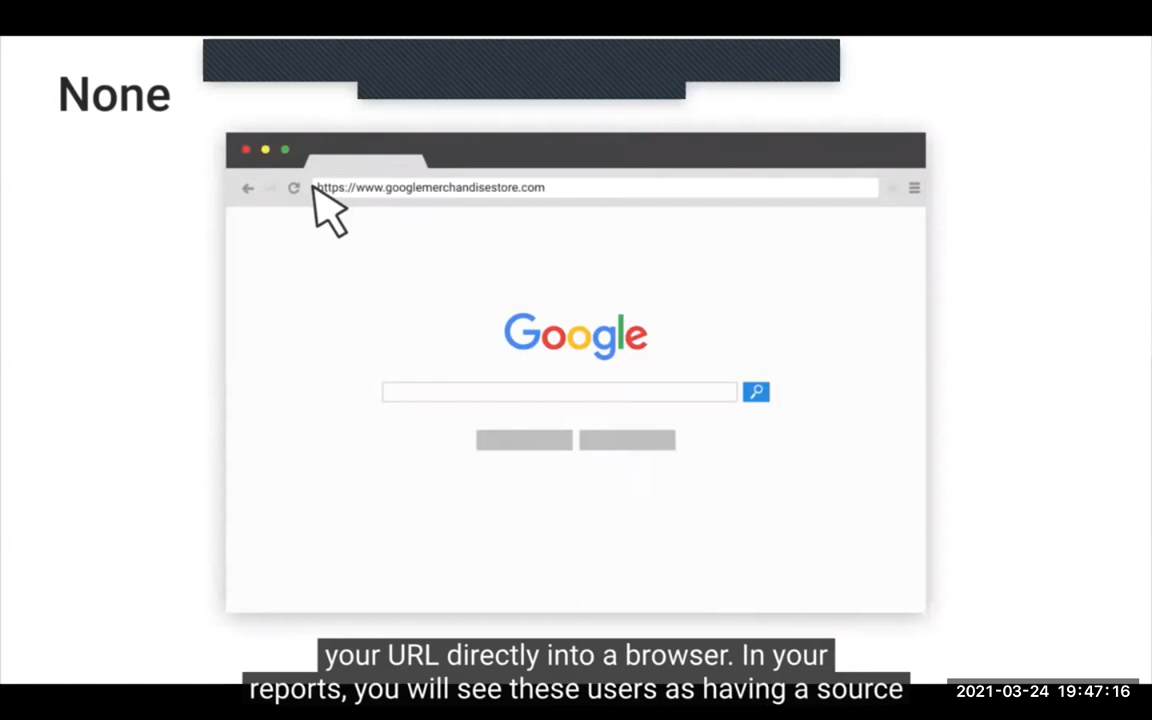 None
https://www.googlemerchandisestore.com
Google
your URL directly into a browser. In your
reports, you will see these users as having a source
2021-03-24 19:47:16